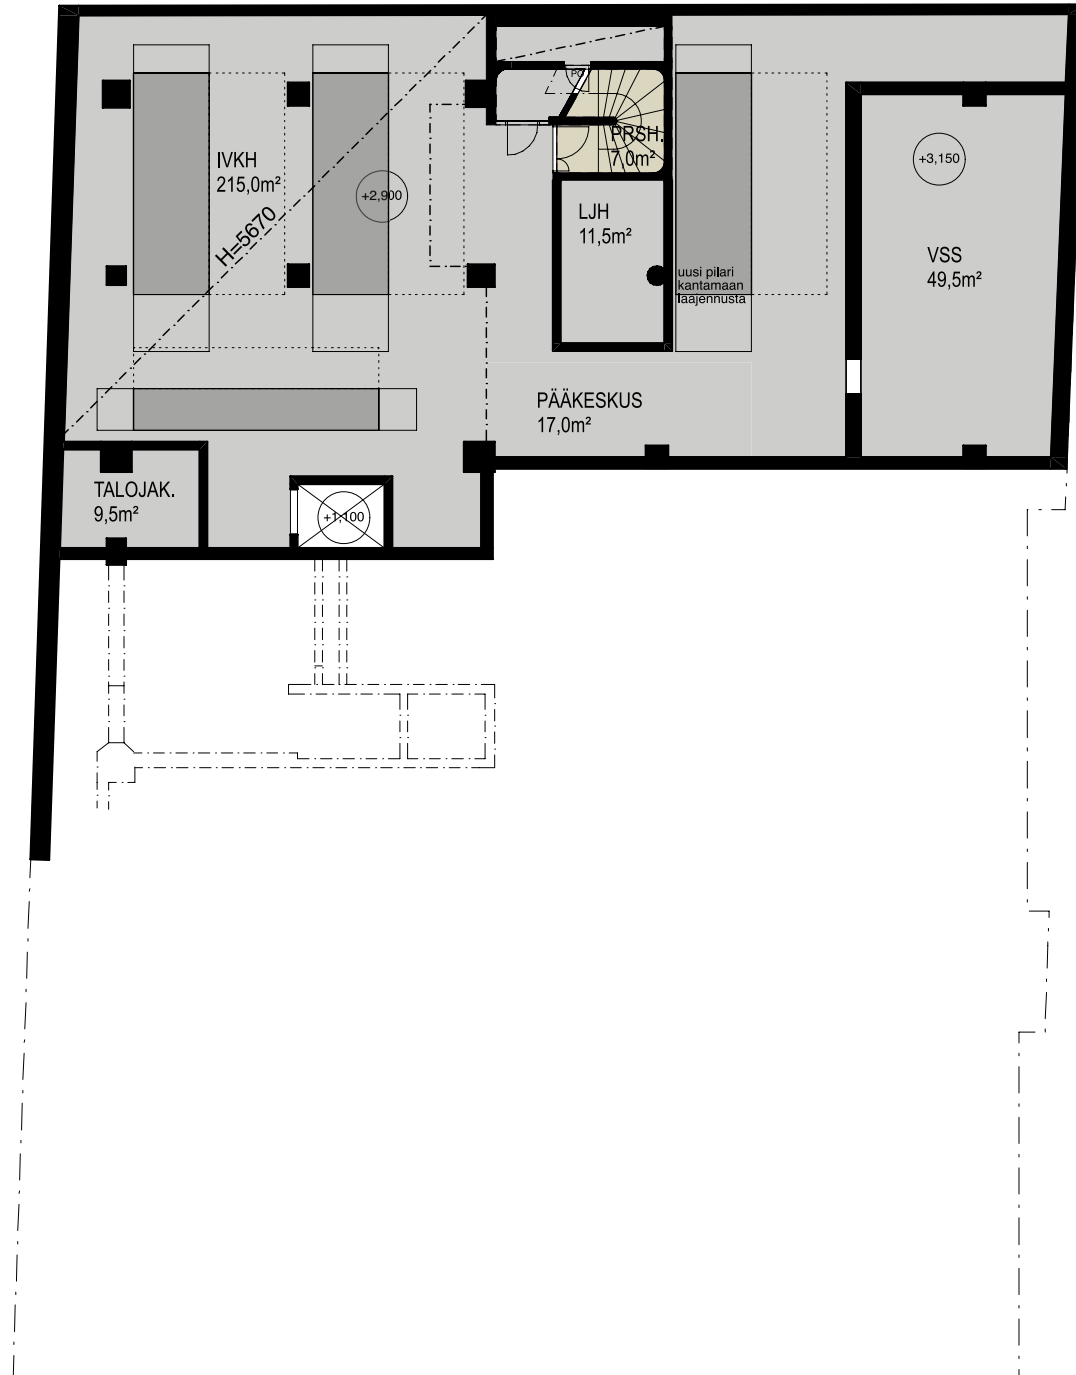 PO
PRSH.
7,0m²
IVKH
215,0m²
+2,900
H=5670
LJH
11,5m²
uusi pilari
kantamaan
laajennusta
+3,150
VSS
49,5m²
PÄÄKESKUS
17,0m²
TALOJAK.
9,5m²
+1,100